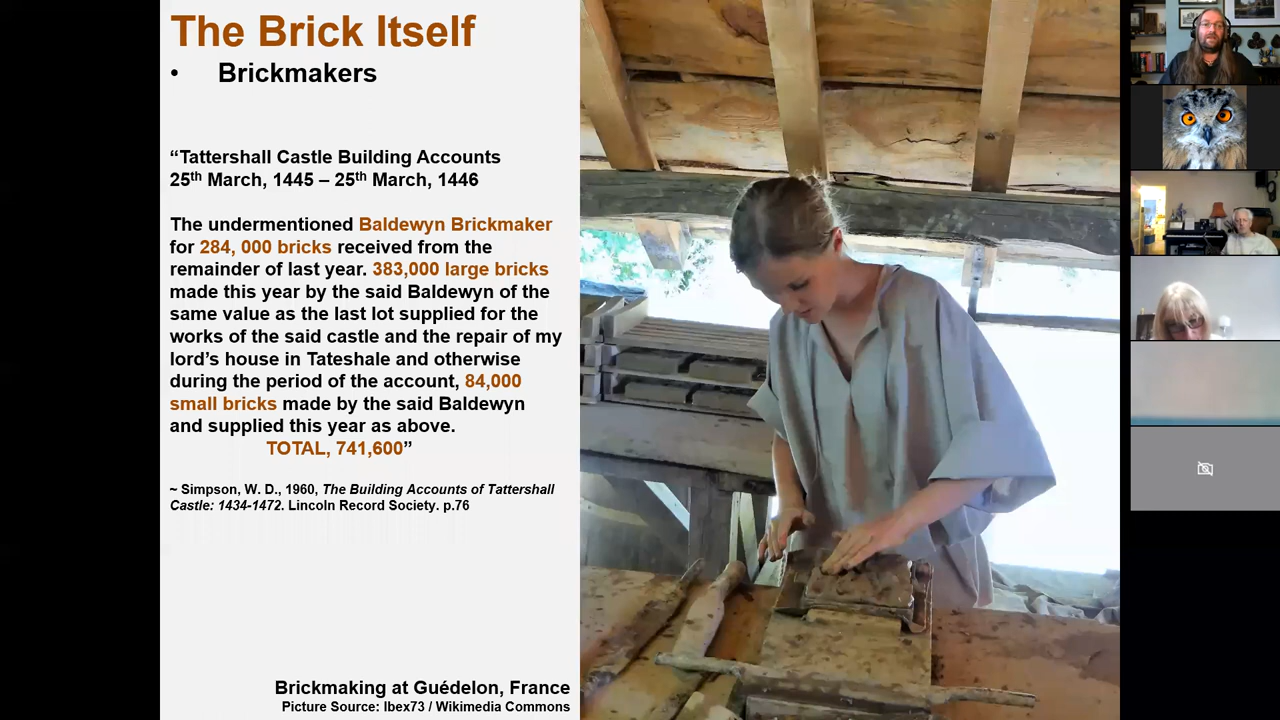 The Brick Itself
• Brickmakers
“Tattershall Castle Building Accounts
25th March, 1445 – 25th March, 1446
The undermentioned Baldewyn Brickmaker
for 284, 000 bricks received from the
remainder of last year. 383,000 large bricks
made this year by the said Baldewyn of the
same value as the last lot supplied for the
works of the said castle and the repair of my
lord’s house in Tateshale and otherwise
during the period of the account, 84,000
small bricks made by the said Baldewyn
and supplied this year as above.
TOTAL, 741,600”
~ Simpson, W. D., 1960, The Building Accounts of Tattershall
Castle: 1434-1472. Lincoln Record Society. p.76
Brickmaking at Guédelon, France
Picture Source: Ibex73 / Wikimedia Commons